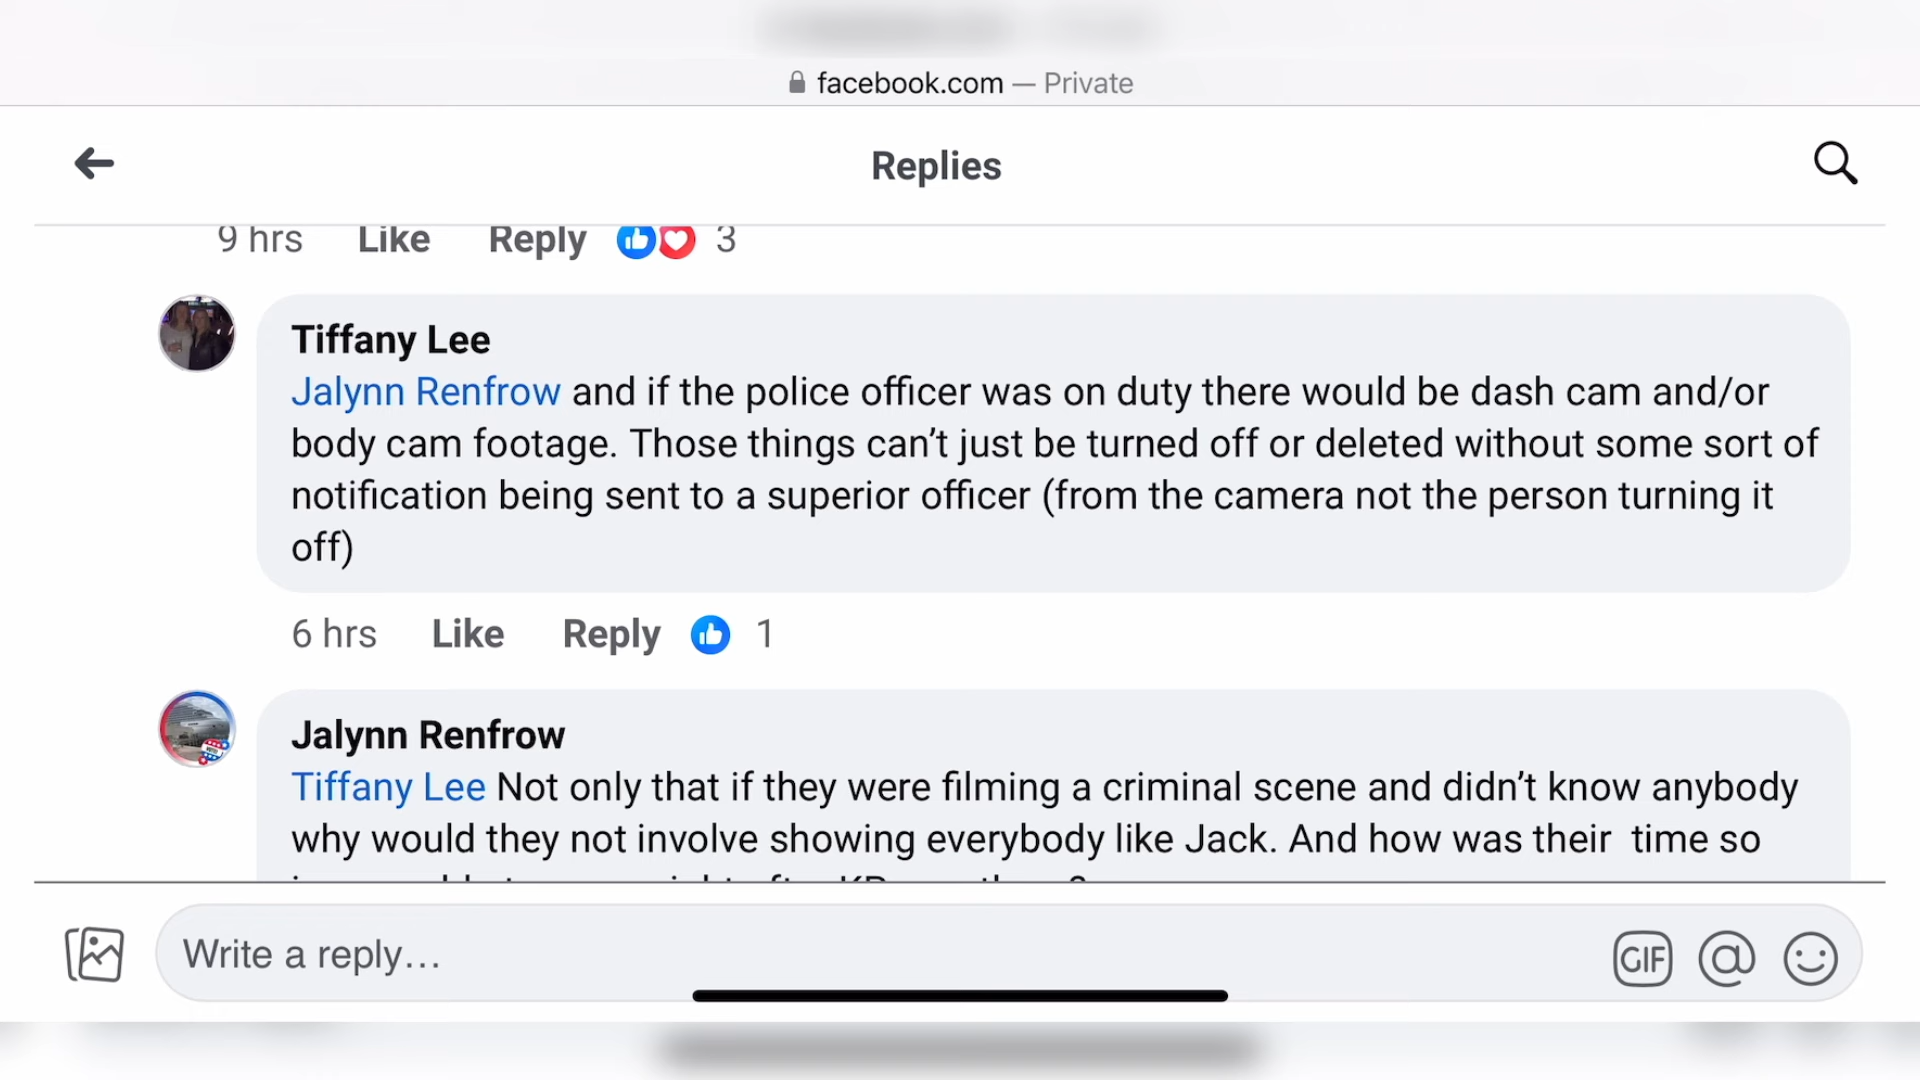 facebook.com — Private
Replies
9 hrs Like Reply 3
Tiffany Lee
Jalynn Renfrow and if the police officer was on duty there would be dash cam and/or
body cam footage. Those things can’t just be turned off or deleted without some sort of
notification being sent to a superior officer (from the camera not the person turning it
off)
6 hrs Like Reply 1
Jalynn Renfrow
Tiffany Lee Not only that if they were filming a criminal scene and didn’t know anybody
why would they not involve showing everybody like Jack. And how was their time so
Write a reply...
GIF